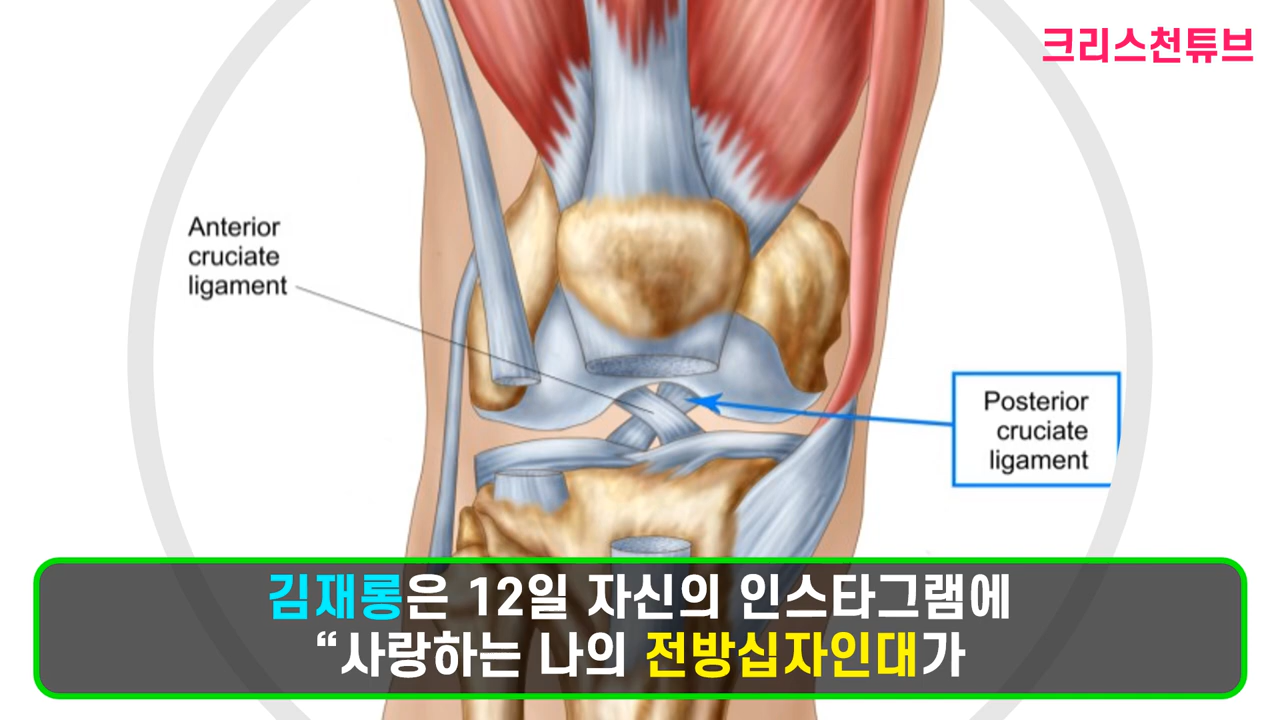 크리스천튜브
Anterior
cruciate
ligament
Posterior
cruciate
ligament
김재롱은 12일 자신의 인스타그램에
“사랑하는 나의 전방십자인대가